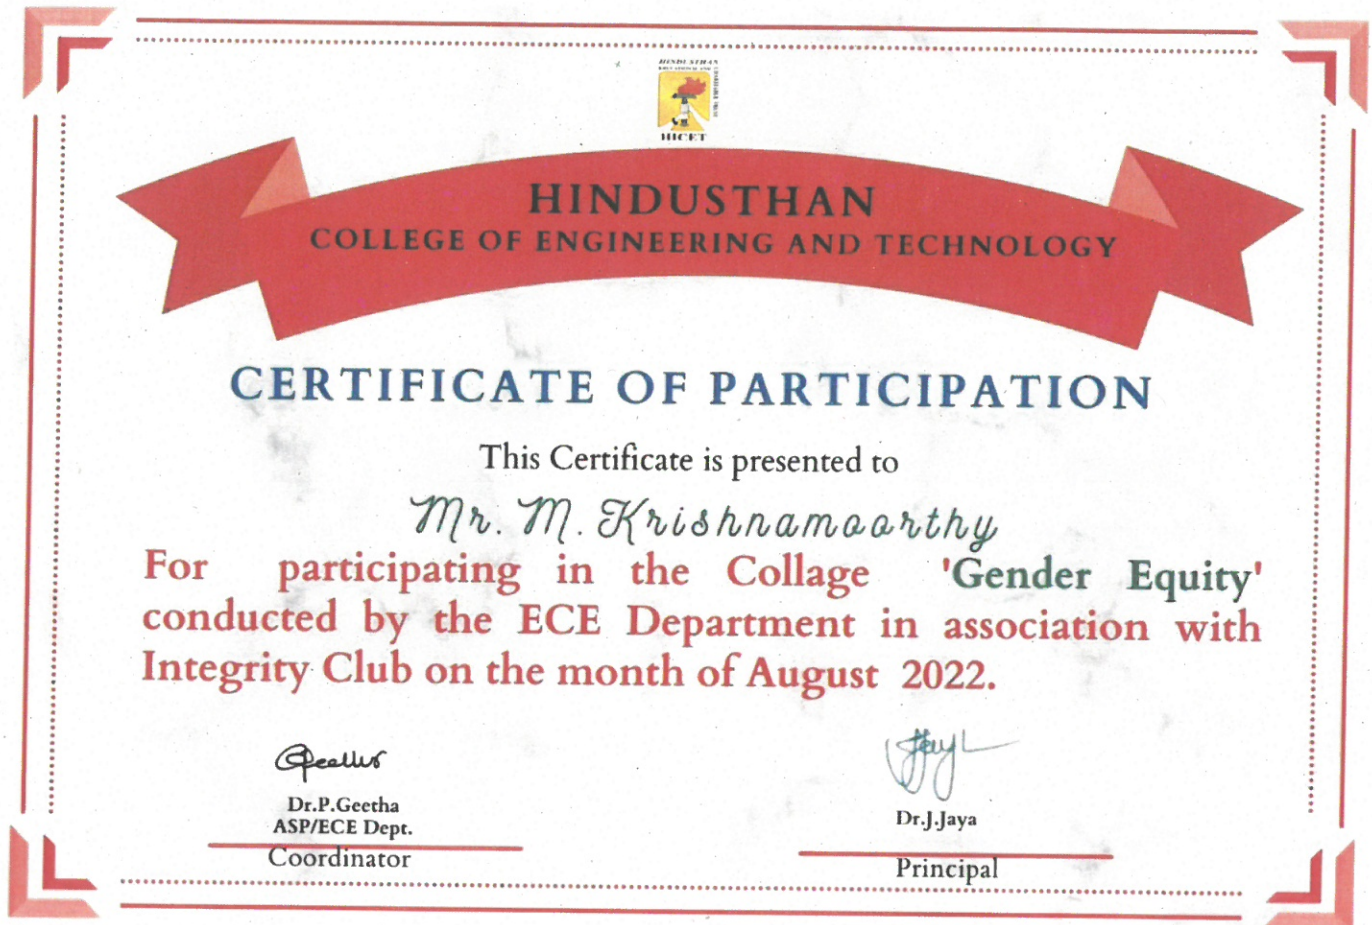 HINDUSTHAN
HICET
HINDUSTHAN
COLLEGE OF ENGINEERING AND TECHNOLOGY
CERTIFICATE OF PARTICIPATION
This Certificate is presented to
Mr. M. Krishnamoorthy
For participating in the Collage 'Gender Equity'
conducted by the ECE Department in association with
Integrity Club on the month of August 2022.
Dr.P.Geetha
ASP/ECE Dept.
Coordinator
Dr.J.Jaya
Principal